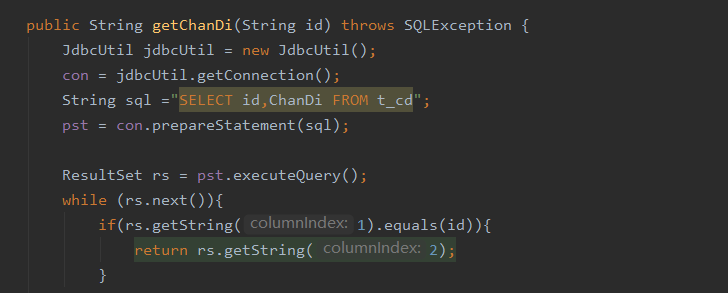 public String getChanDi(String id) throws SQLException {
JdbcUtil jdbcUtil = new JdbcUtil();
con = jdbcUtil.getConnection();
String sql ="SELECT id,ChanDi FROM t_cd";
pst = con.prepareStatement(sql);
ResultSet rs = pst.executeQuery();
while (rs.next()){
if(rs.getString( columnIndex: 1).equals(id)){
return rs.getString( columnIndex: 2);
}